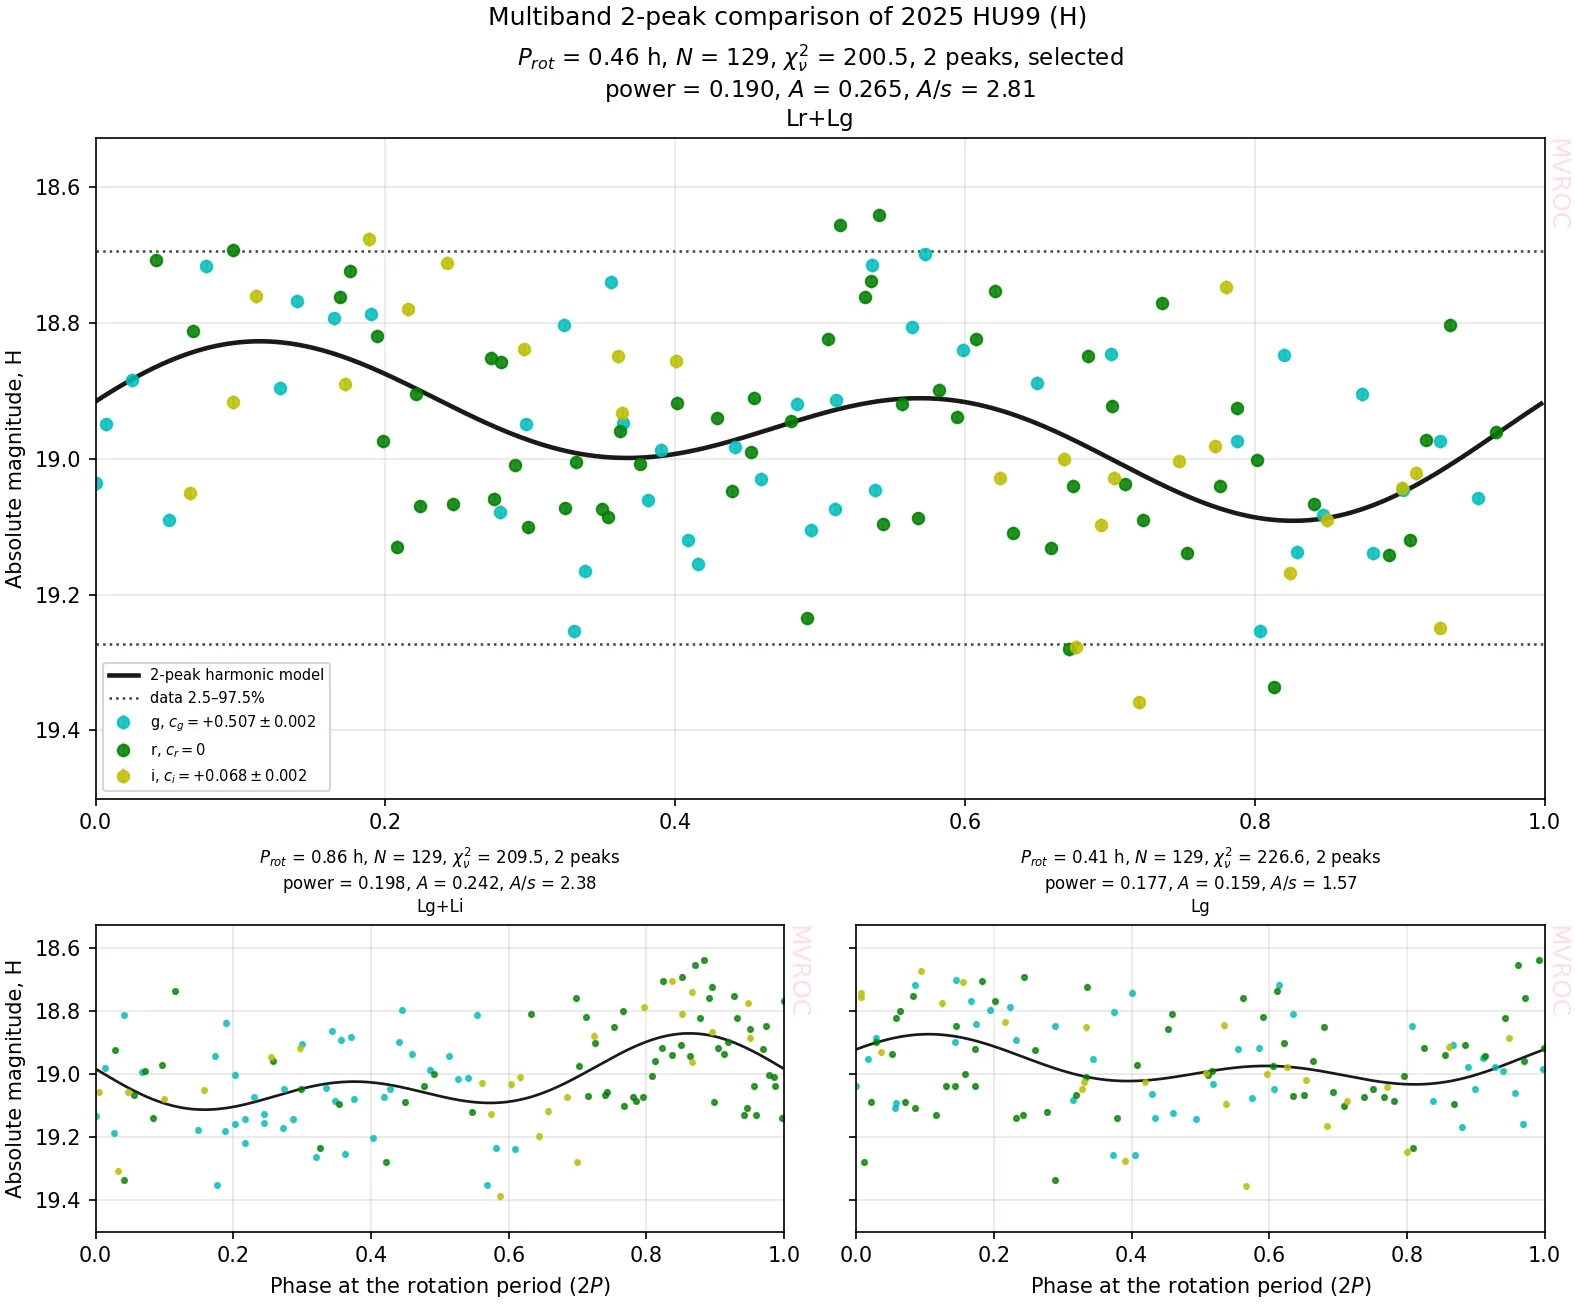 Multiband 2-peak comparison of 2025 HU99 (H)
P_rot = 0.46 h, N = 129, χ²_ν = 200.5, 2 peaks, selected
power = 0.190, A = 0.265, A/s = 2.81
Lr+Lg
MVROC
Absolute magnitude, H
18.6
18.8
19.0
19.2
19.4
2-peak harmonic model
data 2.5–97.5%
g, c_g = +0.507 ± 0.002
r, c_r = 0
i, c_i = +0.068 ± 0.002
0.0 0.2 0.4 0.6 0.8 1.0
P_rot = 0.86 h, N = 129, χ²_ν = 209.5, 2 peaks
power = 0.198, A = 0.242, A/s = 2.38
Lg+Li
MVROC
Absolute magnitude, H
18.6
18.8
19.0
19.2
19.4
0.0 0.2 0.4 0.6 0.8 1.0
Phase at the rotation period (2P)
P_rot = 0.41 h, N = 129, χ²_ν = 226.6, 2 peaks
power = 0.177, A = 0.159, A/s = 1.57
Lg
MVROC
0.0 0.2 0.4 0.6 0.8 1.0
Phase at the rotation period (2P)